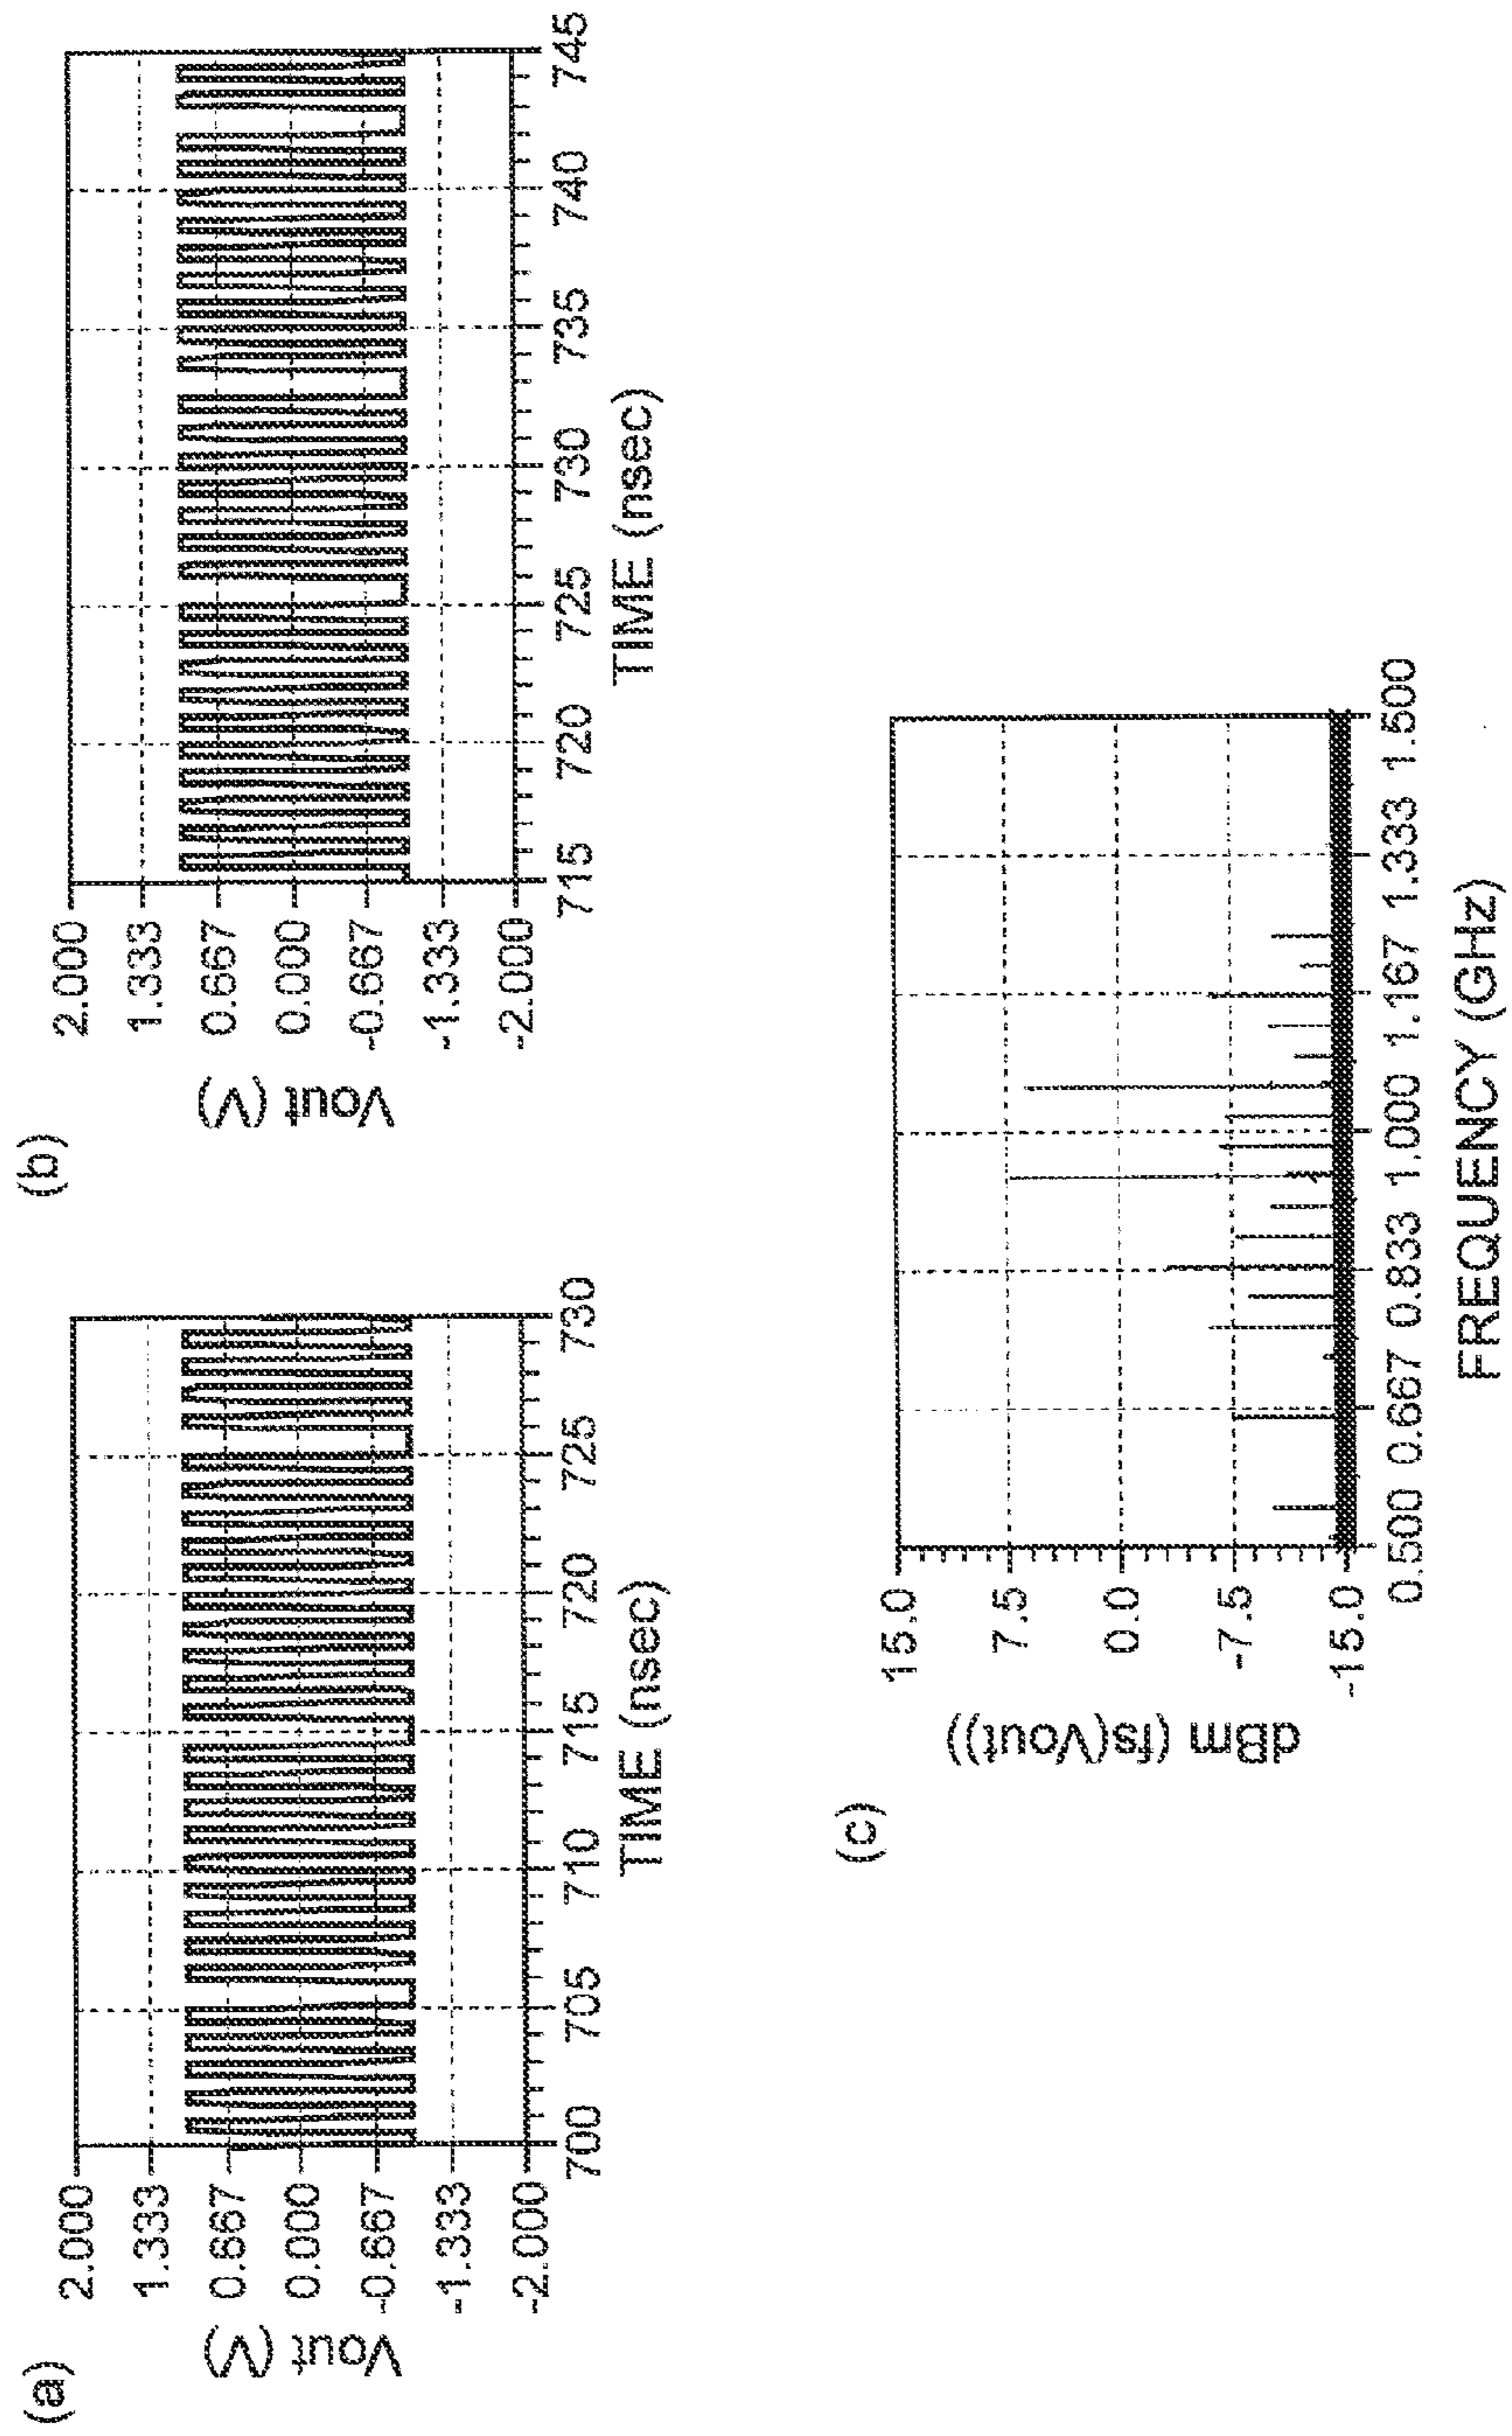 (a)
Vout (V)
2.000
1.333
0.667
0.000
-0.667
-1.333
-2.000
700 705 710 715 720 725 730
TIME (nsec)
(b)
Vout (V)
2.000
1.333
0.667
0.000
-0.667
-1.333
-2.000
715 720 725 730 735 740 745
TIME (nsec)
(c)
dBm (fs(Vout))
15.0
7.5
0.0
-7.5
-15.0
0.500 0.667 0.833 1.000 1.167 1.333 1.500
FREQUENCY (GHz)